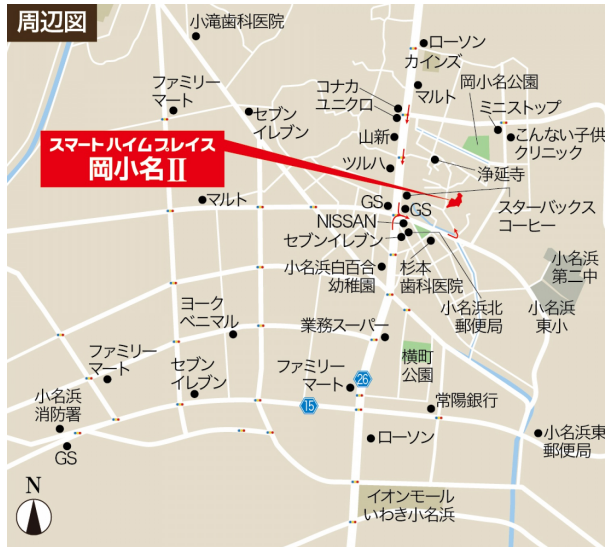 周辺図
小滝歯科医院
ローソン
カインズ
ファミリー
マート
セブン
イレブン
コナカ
ユニクロ
マルト
岡小名公園
ミニストップ
こんない子供
クリニック
山新
ツルハ
浄延寺
スマートハイムプレイス
岡小名Ⅱ
マルト
GS
GS
スターバックス
コーヒー
NISSAN
セブンイレブン
小名浜白百合
幼稚園
杉本
歯科医院
小名浜北
郵便局
小名浜
第二中
小名浜
東小
ヨーク
ベニマル
業務スーパー
横町
公園
ファミリー
マート
セブン
イレブン
ファミリー
マート
26
15
常陽銀行
小名浜
消防署
GS
ローソン
小名浜東
郵便局
イオンモール
いわき小名浜
N